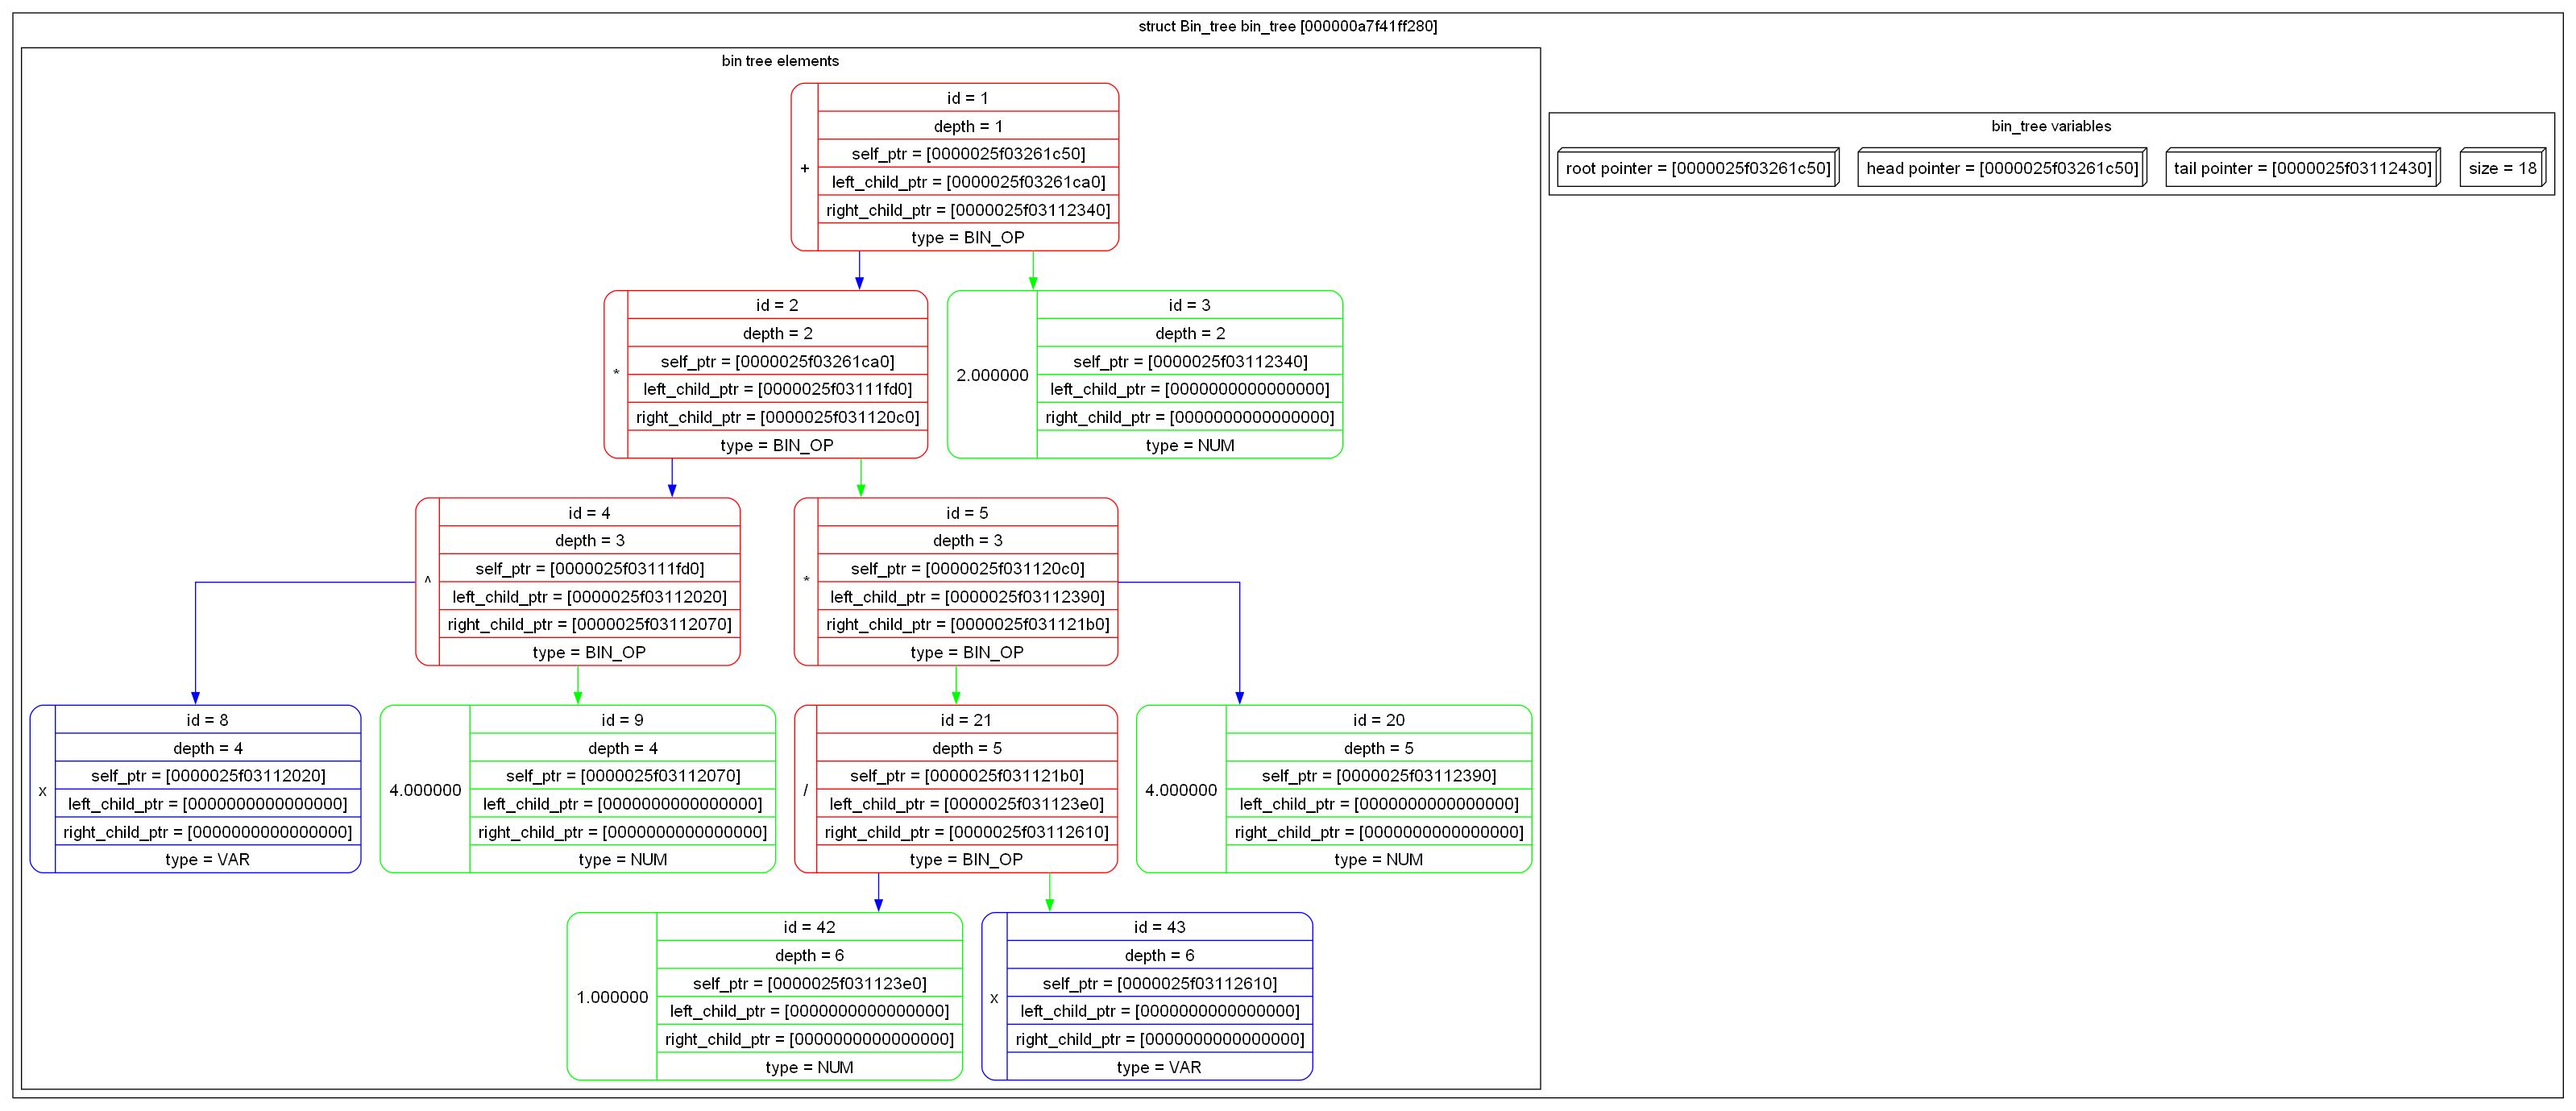 struct Bin_tree bin_tree [000000a7f41ff280]
bin tree elements
+
id = 1
depth = 1
self_ptr = [0000025f03261c50]
left_child_ptr = [0000025f03261ca0]
right_child_ptr = [0000025f03112340]
type = BIN_OP
*
id = 2
depth = 2
self_ptr = [0000025f03261ca0]
left_child_ptr = [0000025f03111fd0]
right_child_ptr = [0000025f031120c0]
type = BIN_OP
2.000000
id = 3
depth = 2
self_ptr = [0000025f03112340]
left_child_ptr = [0000000000000000]
right_child_ptr = [0000000000000000]
type = NUM
^
id = 4
depth = 3
self_ptr = [0000025f03111fd0]
left_child_ptr = [0000025f03112020]
right_child_ptr = [0000025f03112070]
type = BIN_OP
*
id = 5
depth = 3
self_ptr = [0000025f031120c0]
left_child_ptr = [0000025f03112390]
right_child_ptr = [0000025f031121b0]
type = BIN_OP
x
id = 8
depth = 4
self_ptr = [0000025f03112020]
left_child_ptr = [0000000000000000]
right_child_ptr = [0000000000000000]
type = VAR
4.000000
id = 9
depth = 4
self_ptr = [0000025f03112070]
left_child_ptr = [0000000000000000]
right_child_ptr = [0000000000000000]
type = NUM
/
id = 21
depth = 5
self_ptr = [0000025f031121b0]
left_child_ptr = [0000025f031123e0]
right_child_ptr = [0000025f03112610]
type = BIN_OP
4.000000
id = 20
depth = 5
self_ptr = [0000025f03112390]
left_child_ptr = [0000000000000000]
right_child_ptr = [0000000000000000]
type = NUM
1.000000
id = 42
depth = 6
self_ptr = [0000025f031123e0]
left_child_ptr = [0000000000000000]
right_child_ptr = [0000000000000000]
type = NUM
x
id = 43
depth = 6
self_ptr = [0000025f03112610]
left_child_ptr = [0000000000000000]
right_child_ptr = [0000000000000000]
type = VAR
bin_tree variables
root pointer = [0000025f03261c50]
head pointer = [0000025f03261c50]
tail pointer = [0000025f03112430]
size = 18